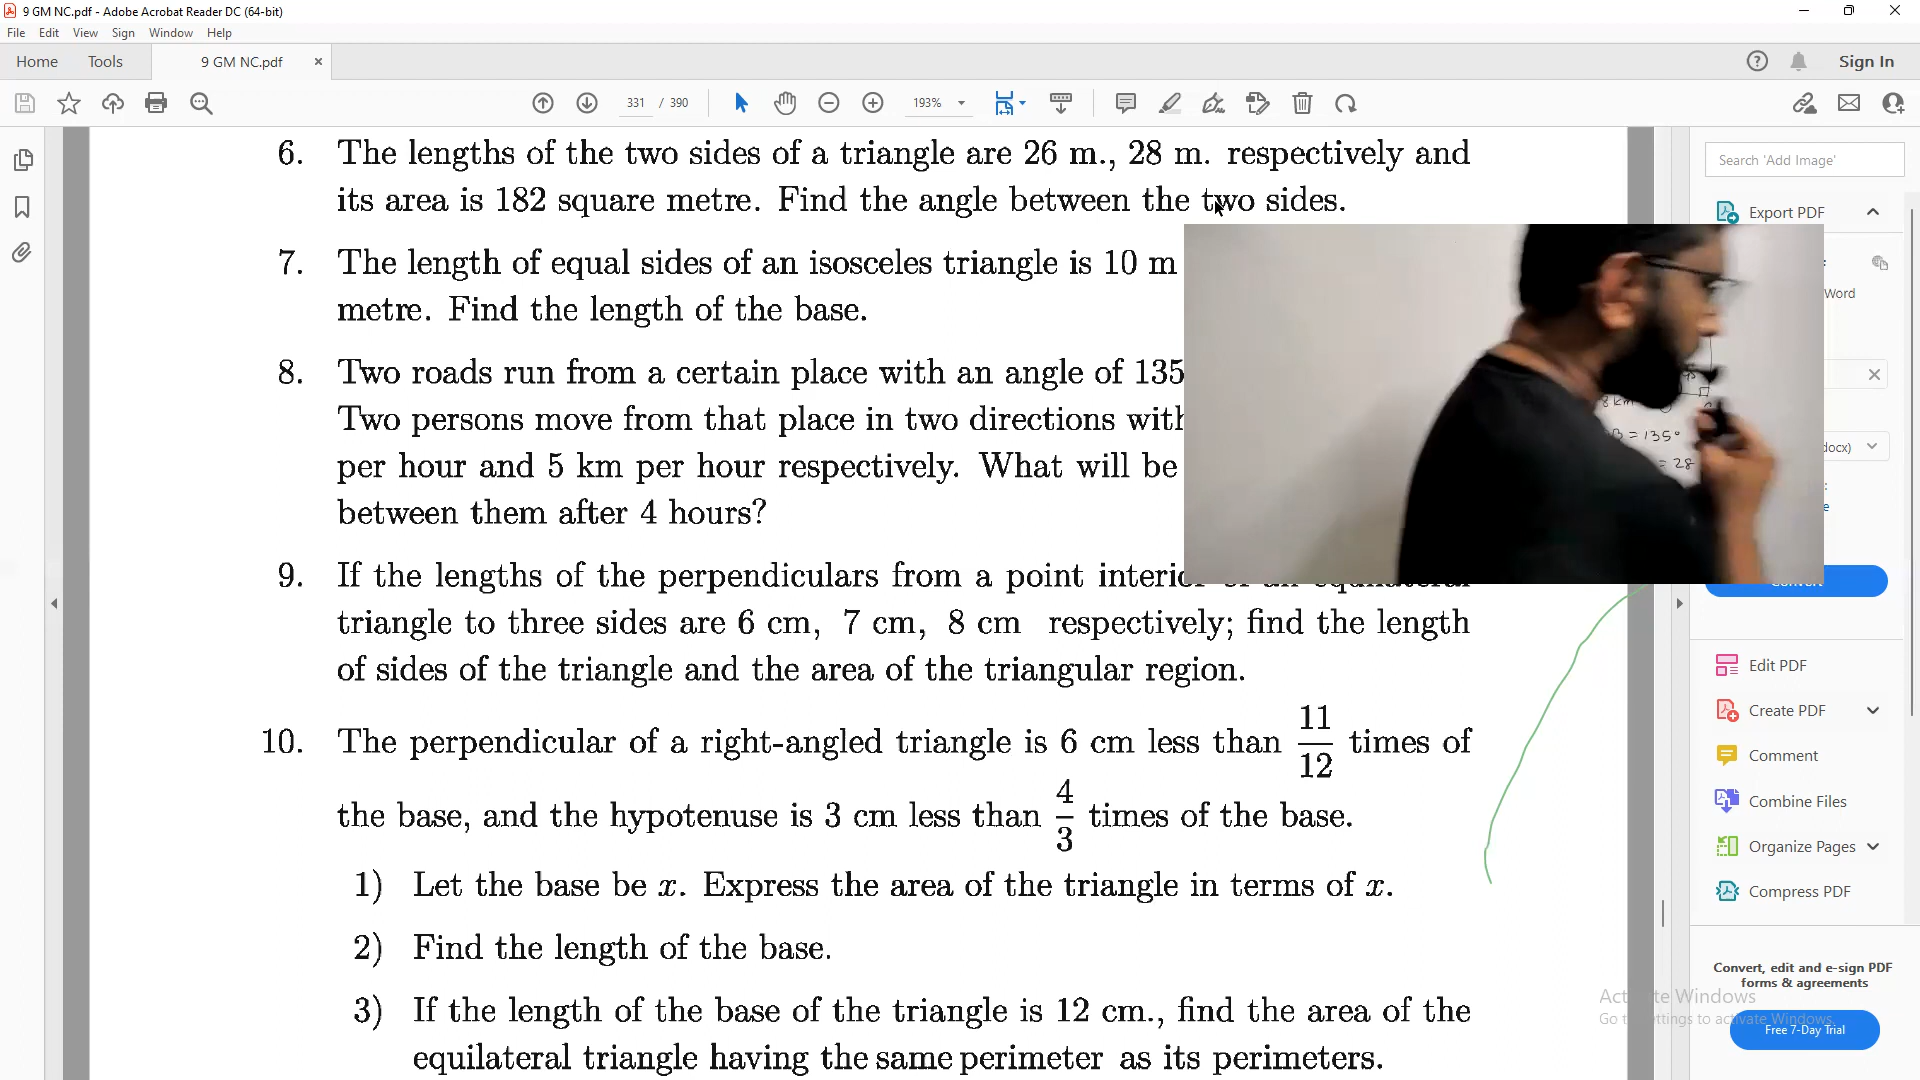 9 GM NC.pdf - Adobe Acrobat Reader DC (64-bit)
File Edit View Sign Window Help
Home Tools 9 GM NC.pdf × Sign In
331 / 390 193%
6. The lengths of the two sides of a triangle are 26 m., 28 m. respectively and
its area is 182 square metre. Find the angle between the two sides.
7. The length of equal sides of an isosceles triangle is 10 m
metre. Find the length of the base.
8. Two roads run from a certain place with an angle of 135
Two persons move from that place in two directions with
per hour and 5 km per hour respectively. What will be
between them after 4 hours?
9. If the lengths of the perpendiculars from a point
triangle to three sides are 6 cm, 7 cm, 8 cm respectively; find the length
of sides of the triangle and the area of the triangular region.
10. The perpendicular of a right-angled triangle is 6 cm less than 11/12 times of
the base, and the hypotenuse is 3 cm less than 4/3 times of the base.
1) Let the base be x. Express the area of the triangle in terms of x.
2) Find the length of the base.
3) If the length of the base of the triangle is 12 cm., find the area of the
equilateral triangle having the same perimeter as its perimeters.
8 km
B = 135°
= 28
Search 'Add Image'
Export PDF
Word
docx)
Edit PDF
Create PDF
Comment
Combine Files
Organize Pages
Compress PDF
Convert, edit and e-sign PDF
forms & agreements
Free 7-Day Trial
Windows